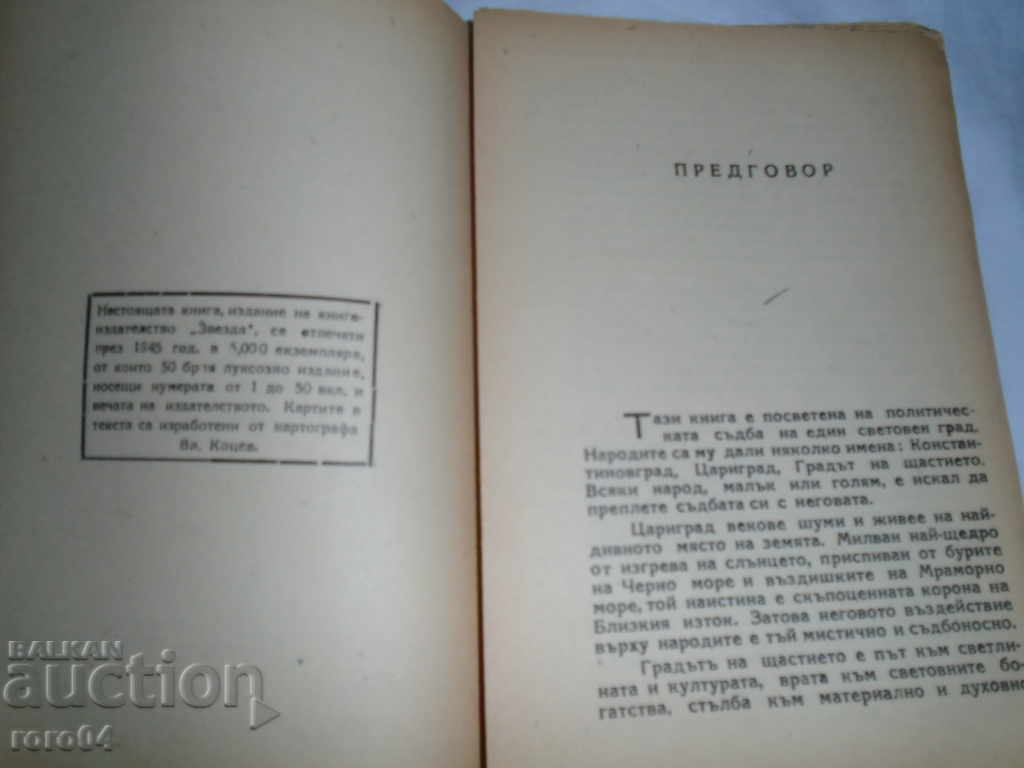 Настоящата книга, издание на книго-
издателство „Звезда“, се отпечати
през 1945 год. в 5,000 екземпляра,
от които 50 броя луксозно издание,
носещи нумерата от 1 до 50 вкл. и
печата на издателството. Картите в
текста са изработени от картографа
Вл. Коцев.
ПРЕДГОВОР
Тази книга е посветена на политичес-
ката съдба на един световен град.
Народите са му дали няколко имена: Констан-
тиновград, Цариград, Градът на щастието.
Всяки народ, малък или голям, е искал да
преплете съдбата си с неговата.
Цариград векове шуми и живее на най-
дивното място на земята. Милван най-щедро
от изгрева на слънцето, приспиван от бурите
на Черно море и въздишките на Мраморно
море, той наистина е скъпоценната корона на
Близкия изток. Затова неговото въздействие
върху народите е тъй мистично и съдбоносно.
Градътъ на щастието е път към светли-
ната и културата, врата към световните бо-
гатства, стълба към материално и духовно
BALKAN
auction
roro04